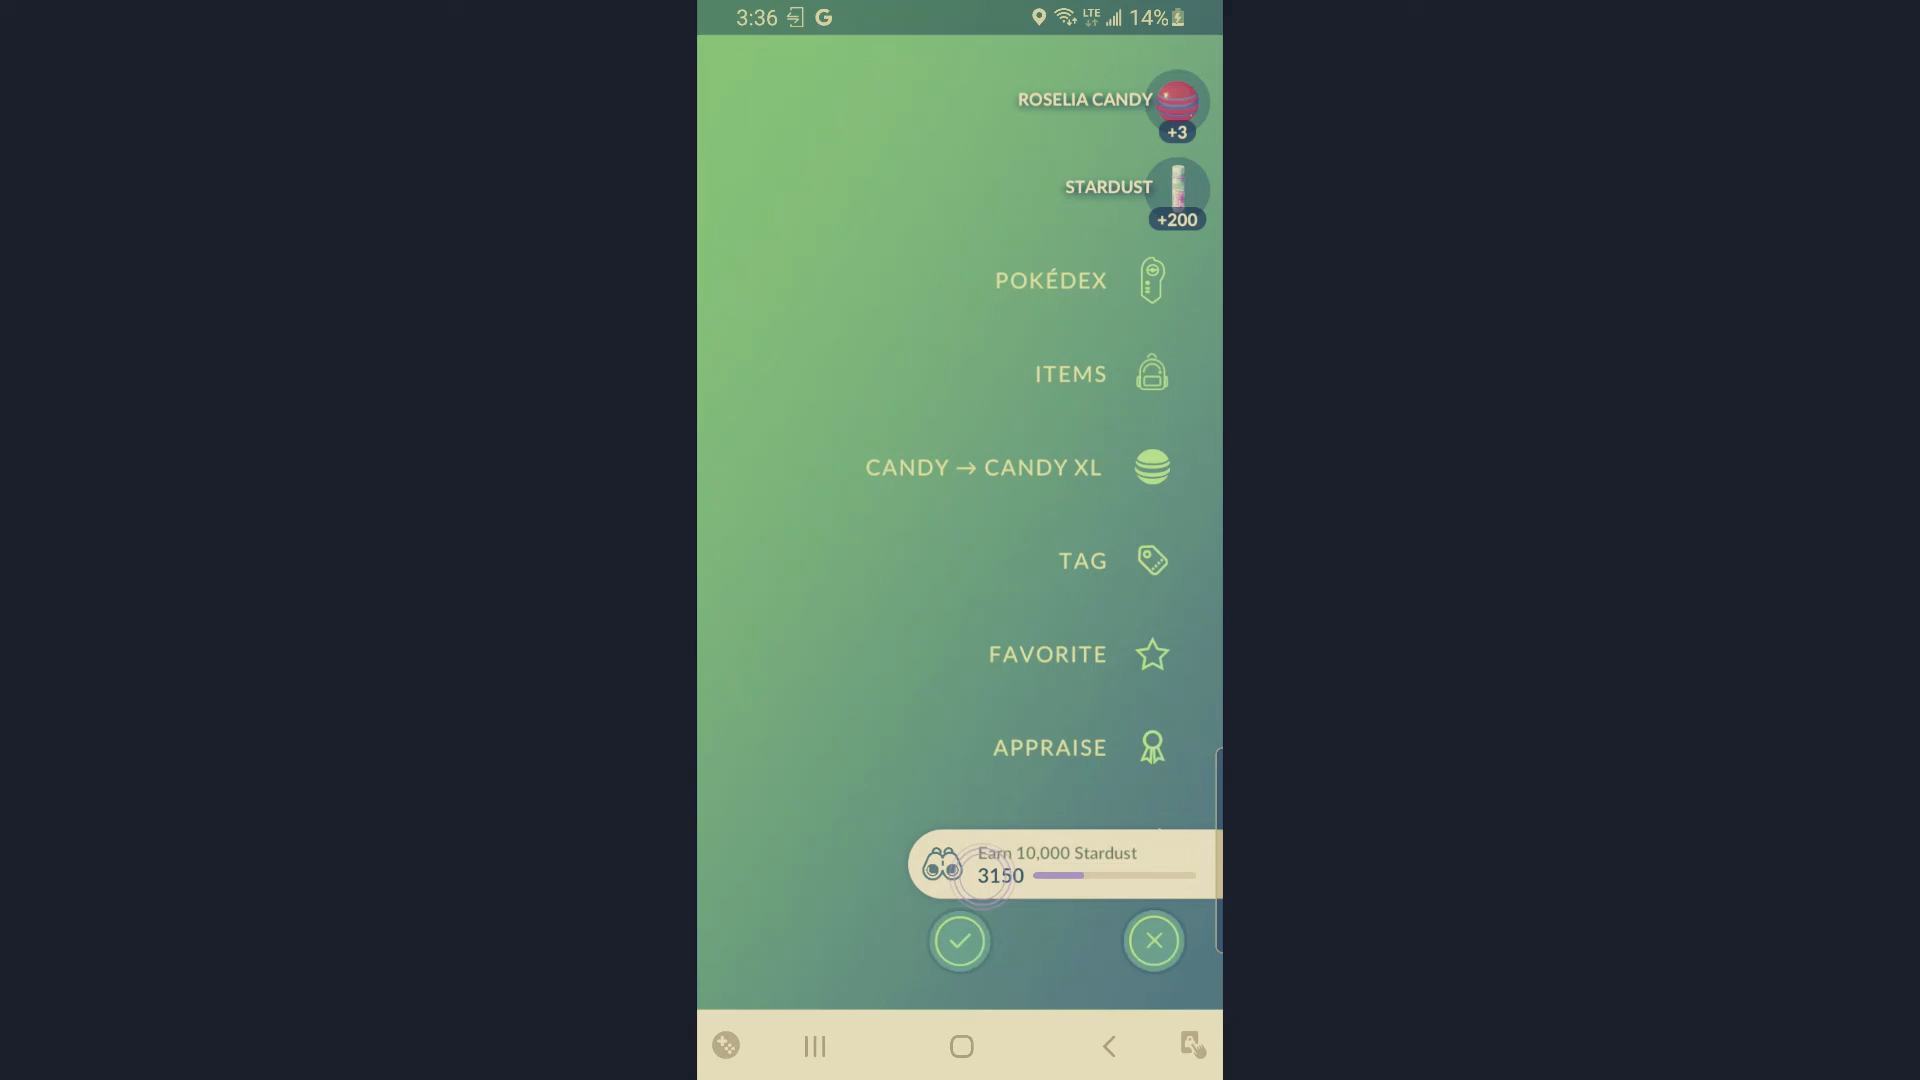 3:36 G LTE 14%
ROSELIA CANDY
+3
STARDUST
+200
POKÉDEX
ITEMS
CANDY → CANDY XL
TAG
FAVORITE
APPRAISE
Earn 10,000 Stardust
3150